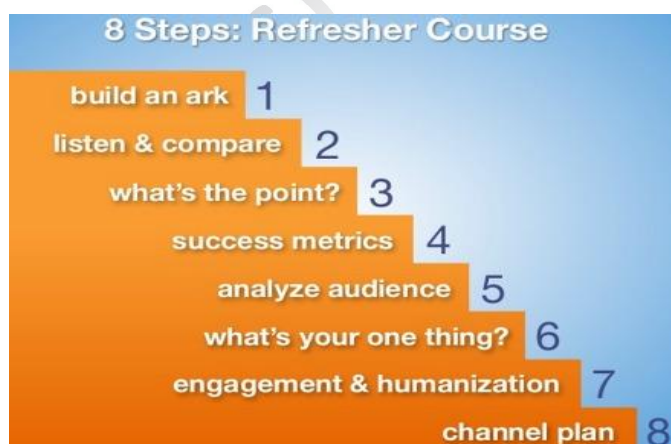 8 Steps: Refresher Course
build an ark 1
listen & compare 2
what's the point? 3
success metrics 4
analyze audience 5
what's your one thing? 6
engagement & humanization 7
channel plan 8